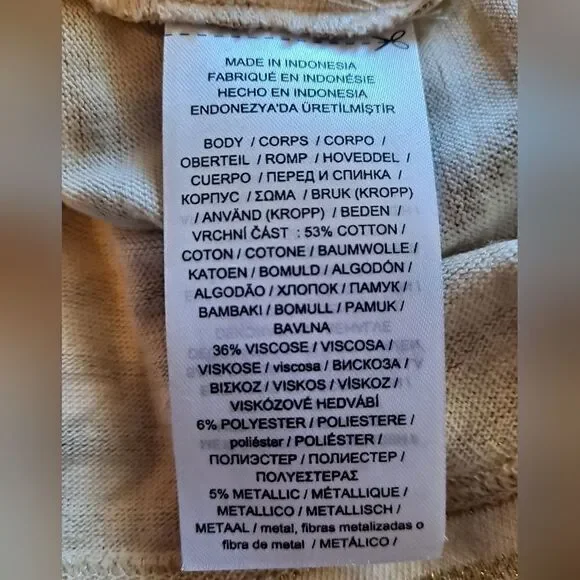 MADE IN INDONESIA
FABRIQUÉ EN INDONÉSIE
HECHO EN INDONESIA
ENDONEZYA'DA ÜRETİLMİŞTİR
BODY / CORPS / CORPO /
OBERTEIL / ROMP / HOVEDDEL /
CUERPO / ПЕРЕД И СПИНКА /
КОРПУС / ΣΩΜΑ / BRUK (KROPP)
/ ANVÄND (KROPP) / BEDEN /
VRCHNÍ ČÁST : 53% COTTON /
COTON / COTONE / BAUMWOLLE /
KATOEN / BOMULD / ALGODÓN /
ALGODÃO / ХЛОПОК / ПАМУК /
BAMBAKI / BOMULL / PAMUK /
BAVLNA
36% VISCOSE / VISCOSA /
VISKOSE / viscosa / ВИСКОЗА /
ΒΙΣΚΟΖ / VISKOS / VİSKOZ /
VISKÓZOVÉ HEDVÁBÍ
6% POLYESTER / POLIESTERE /
poliéster / POLIÉSTER /
ПОЛИЭСТЕР / ПОЛИЕСТЕР /
ΠΟΛΥΕΣΤΕΡΑΣ
5% METALLIC / MÉTALLIQUE /
METALLICO / METALLISCH /
METAAL / metal, fibras metalizadas o
fibra de metal / METÁLICO /